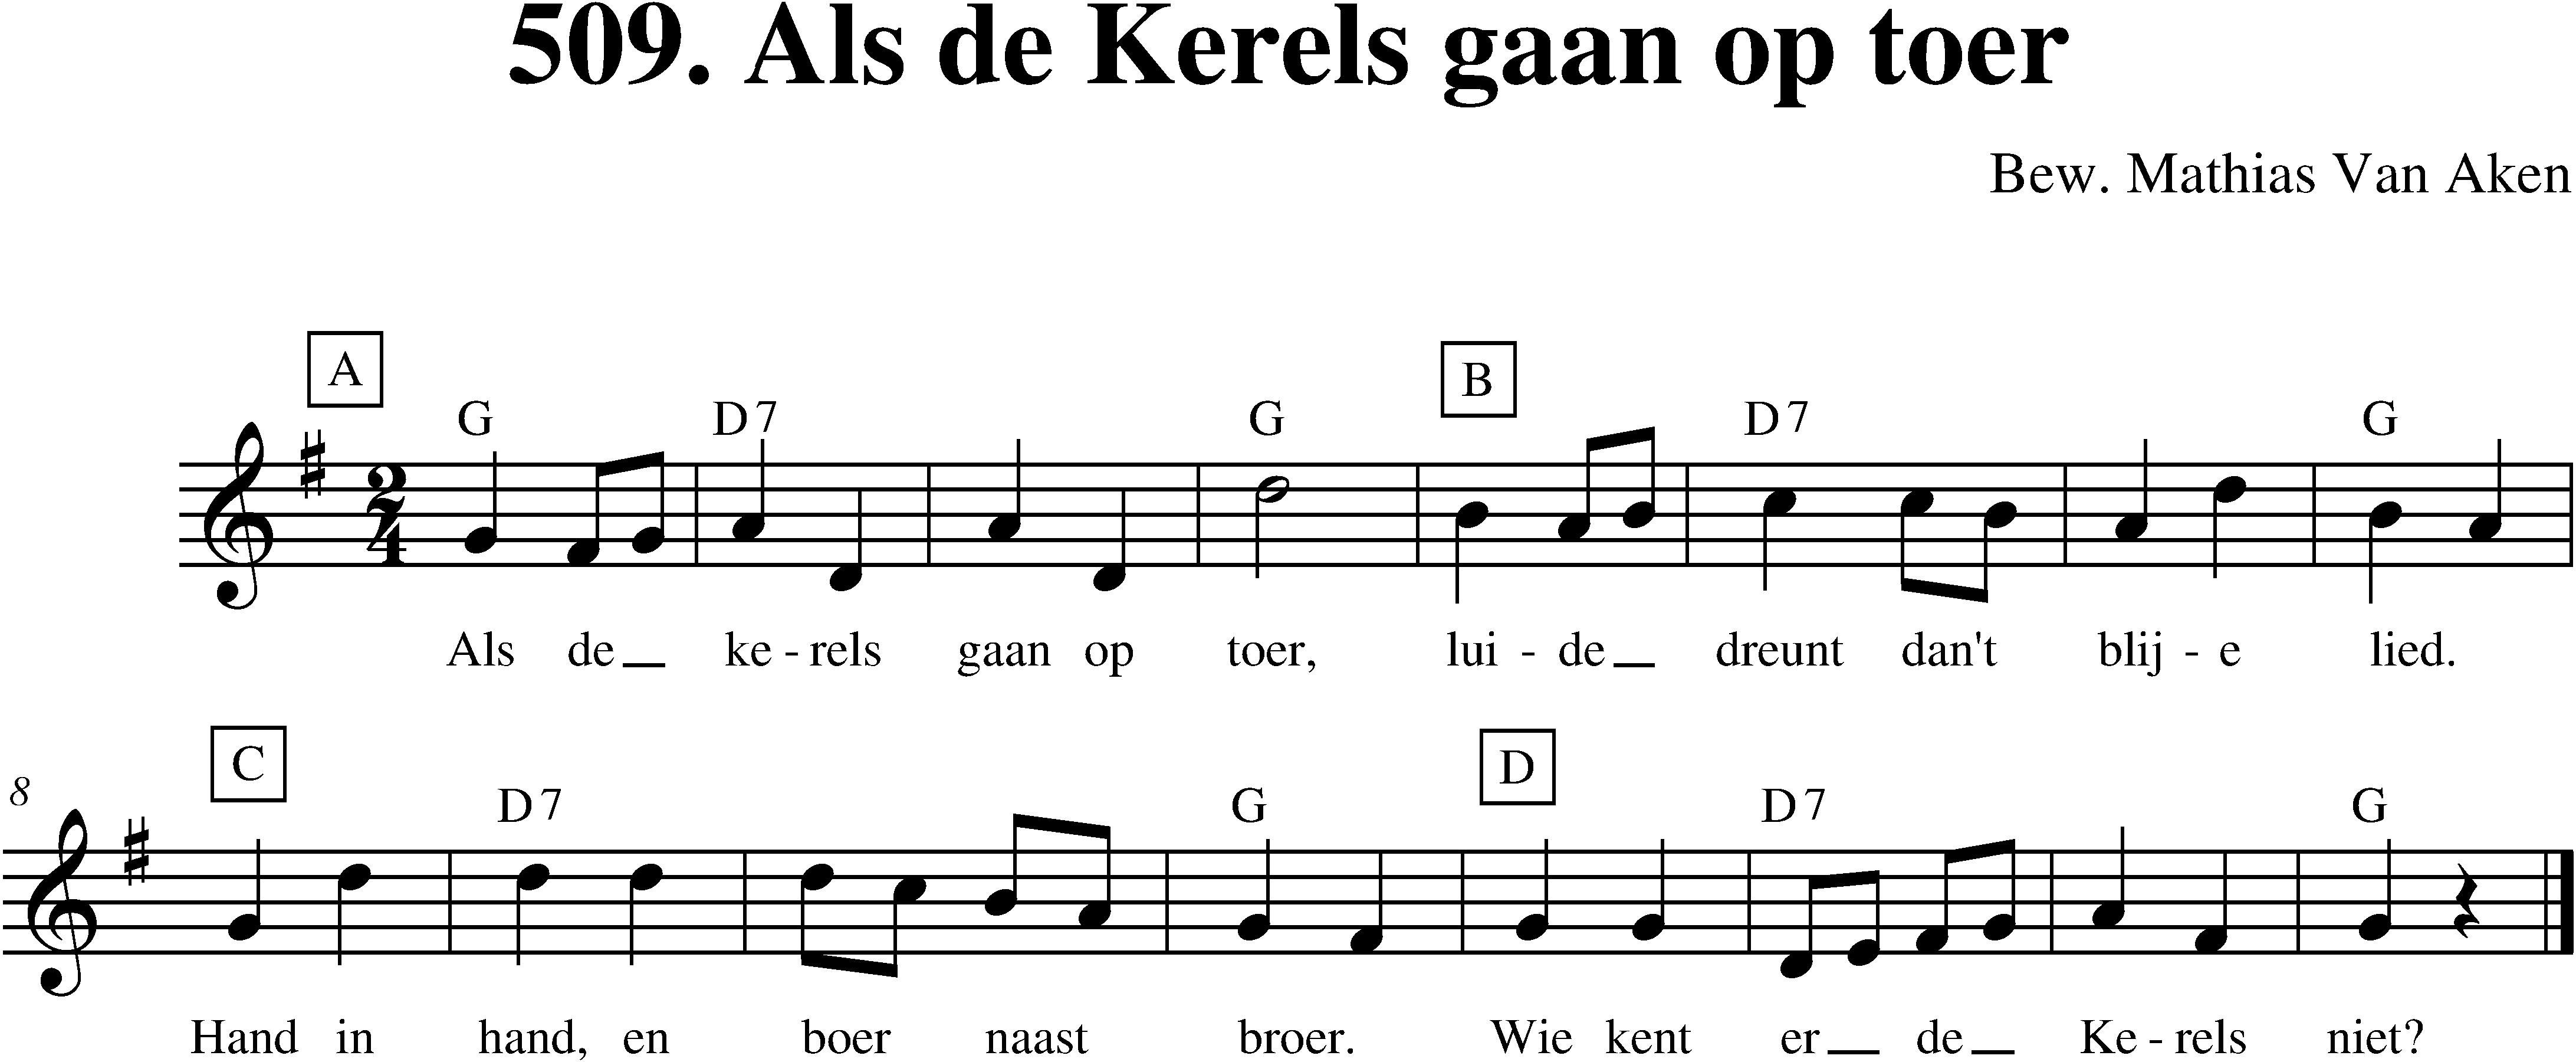 509. Als de Kerels gaan op toer
Bew. Mathias Van Aken
A B
G D7 G D7 G
Als de ke - rels gaan op toer, lui - de dreunt dan't blij - e lied.
C D
8 D7 G D7 G
Hand in hand, en boer naast broer. Wie kent er de Ke - rels niet?